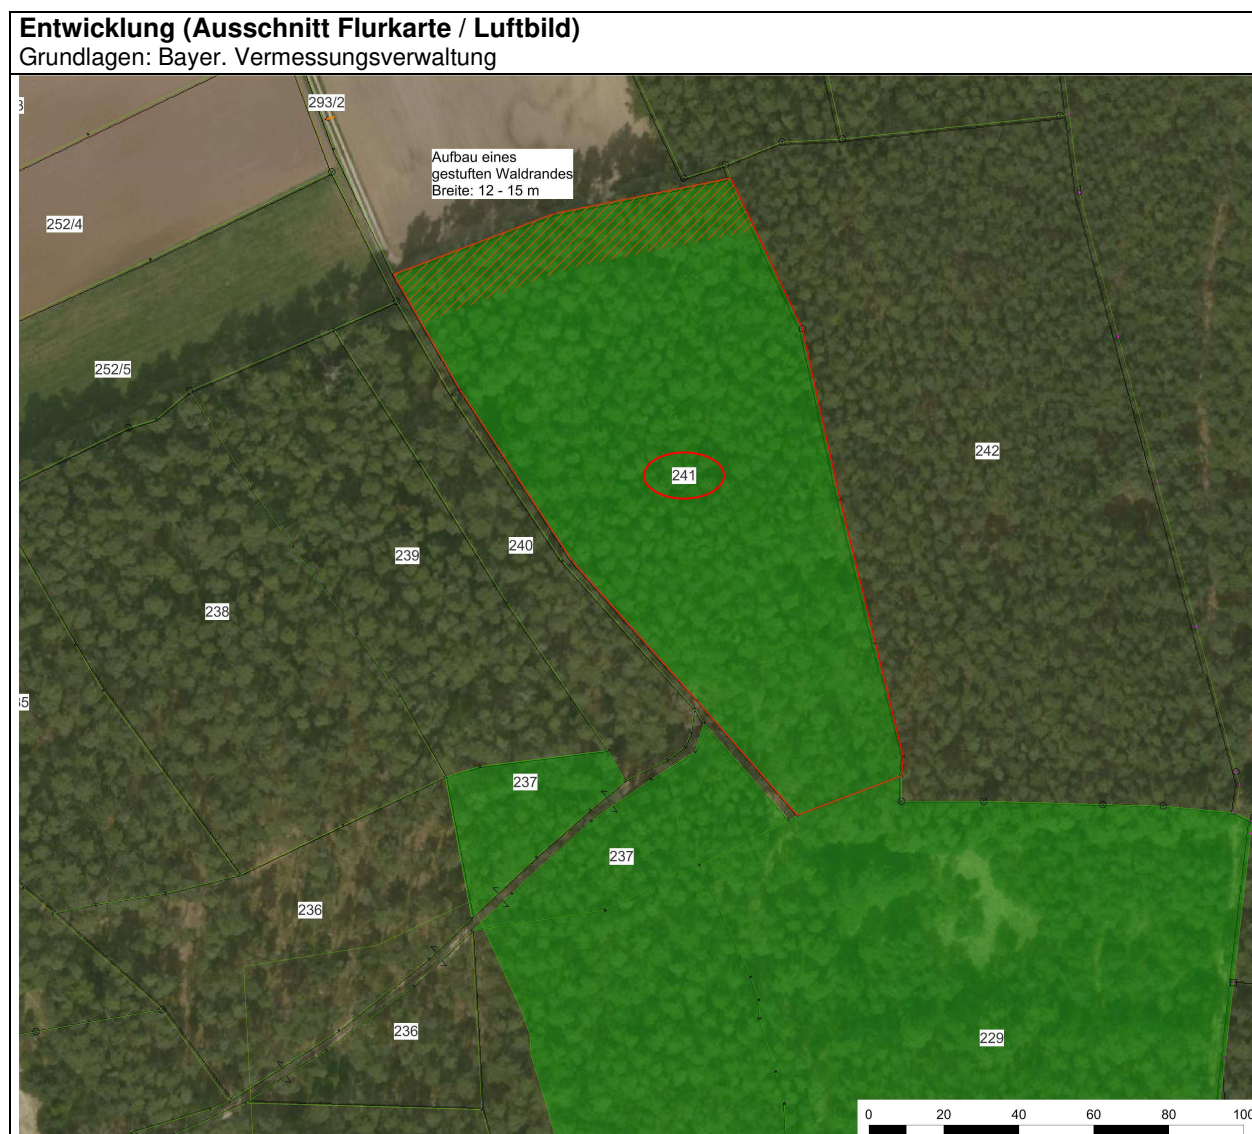 Entwicklung (Ausschnitt Flurkarte / Luftbild)
Grundlagen: Bayer. Vermessungsverwaltung
293/2
Aufbau eines
gestuften Waldrandes
Breite: 12 - 15 m
252/4
252/5
242
241
240
239
238
237
237
236
236
229
0 20 40 60 80 100